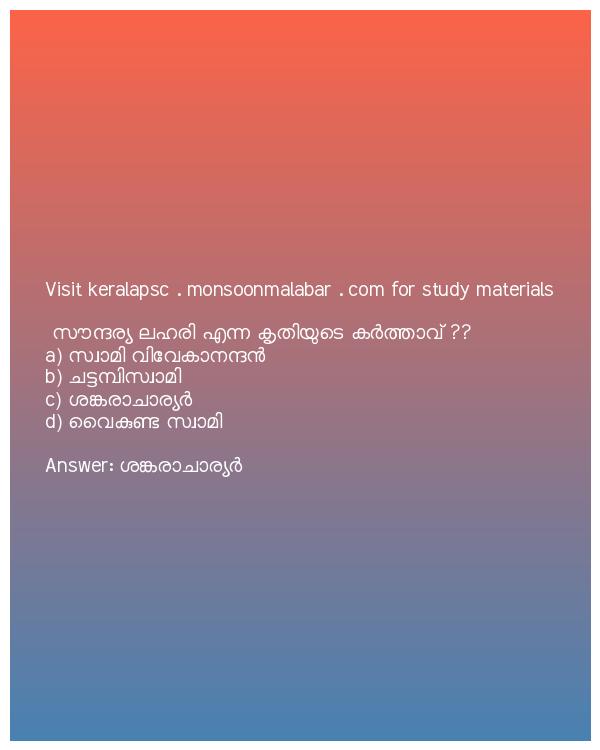 Visit keralapsc . monsoonmalabar . com for study materials
സൗന്ദര്യ ലഹരി എന്ന കൃതിയുടെ കർത്താവ് ??
a) സ്വാമി വിവേകാനന്ദൻ
b) ചട്ടമ്പിസ്വാമി
c) ശങ്കരാചാര്യർ
d) വൈകുണ്ട സ്വാമി
Answer: ശങ്കരാചാര്യർ